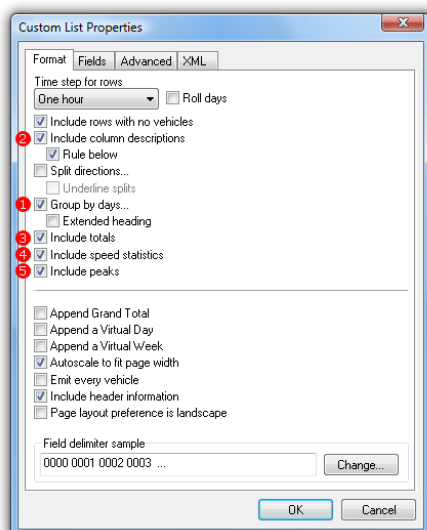 Custom List Properties
Format Fields Advanced XML
Time step for rows
One hour Roll days
Include rows with no vehicles
2 Include column descriptions
Rule below
Split directions...
Underline splits
1 Group by days...
Extended heading
3 Include totals
4 Include speed statistics
5 Include peaks
Append Grand Total
Append a Virtual Day
Append a Virtual Week
Autoscale to fit page width
Emit every vehicle
Include header information
Page layout preference is landscape
Field delimiter sample
0000 0001 0002 0003 ... Change...
OK Cancel